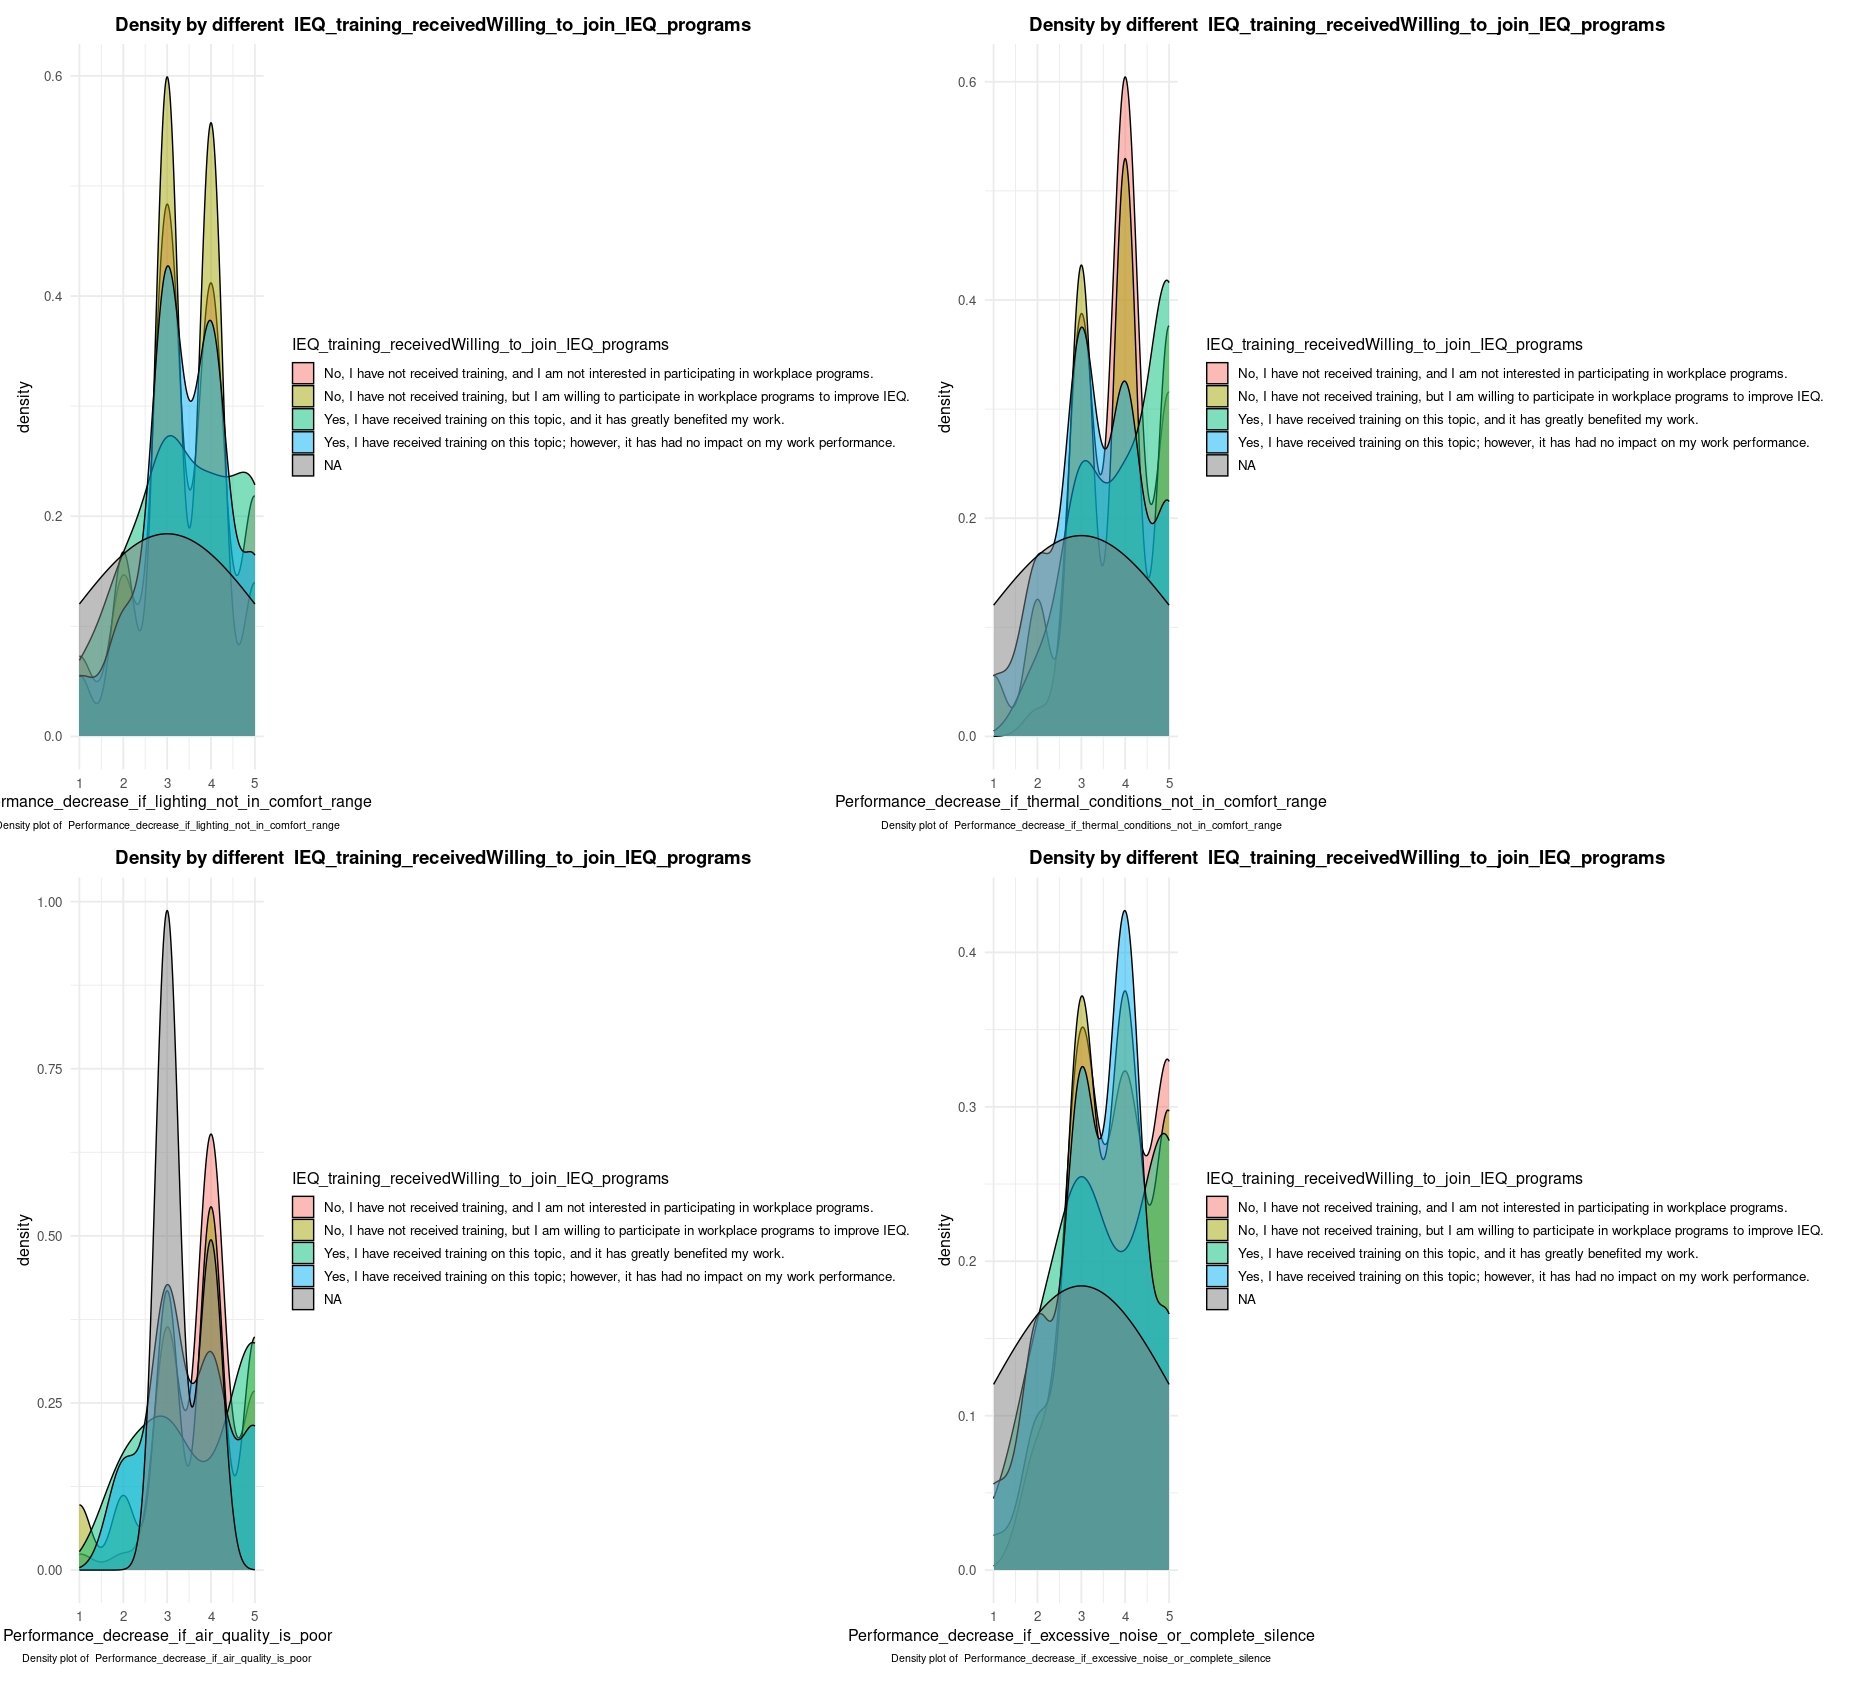 Density by different IEQ_training_receivedWilling_to_join_IEQ_programs
0.6
0.4
0.2
0.0
density
1 2 3 4 5
rmance_decrease_if_lighting_not_in_comfort_range
Density plot of Performance_decrease_if_lighting_not_in_comfort_range
IEQ_training_receivedWilling_to_join_IEQ_programs
No, I have not received training, and I am not interested in participating in workplace programs.
No, I have not received training, but I am willing to participate in workplace programs to improve IEQ.
Yes, I have received training on this topic, and it has greatly benefited my work.
Yes, I have received training on this topic; however, it has had no impact on my work performance.
NA
Density by different IEQ_training_receivedWilling_to_join_IEQ_programs
0.6
0.4
0.2
0.0
density
1 2 3 4 5
Performance_decrease_if_thermal_conditions_not_in_comfort_range
Density plot of Performance_decrease_if_thermal_conditions_not_in_comfort_range
IEQ_training_receivedWilling_to_join_IEQ_programs
No, I have not received training, and I am not interested in participating in workplace programs.
No, I have not received training, but I am willing to participate in workplace programs to improve IEQ.
Yes, I have received training on this topic, and it has greatly benefited my work.
Yes, I have received training on this topic; however, it has had no impact on my work performance.
NA
Density by different IEQ_training_receivedWilling_to_join_IEQ_programs
1.00
0.75
0.50
0.25
0.00
density
1 2 3 4 5
Performance_decrease_if_air_quality_is_poor
Density plot of Performance_decrease_if_air_quality_is_poor
IEQ_training_receivedWilling_to_join_IEQ_programs
No, I have not received training, and I am not interested in participating in workplace programs.
No, I have not received training, but I am willing to participate in workplace programs to improve IEQ.
Yes, I have received training on this topic, and it has greatly benefited my work.
Yes, I have received training on this topic; however, it has had no impact on my work performance.
NA
Density by different IEQ_training_receivedWilling_to_join_IEQ_programs
0.4
0.3
0.2
0.1
0.0
density
1 2 3 4 5
Performance_decrease_if_excessive_noise_or_complete_silence
Density plot of Performance_decrease_if_excessive_noise_or_complete_silence
IEQ_training_receivedWilling_to_join_IEQ_programs
No, I have not received training, and I am not interested in participating in workplace programs.
No, I have not received training, but I am willing to participate in workplace programs to improve IEQ.
Yes, I have received training on this topic, and it has greatly benefited my work.
Yes, I have received training on this topic; however, it has had no impact on my work performance.
NA